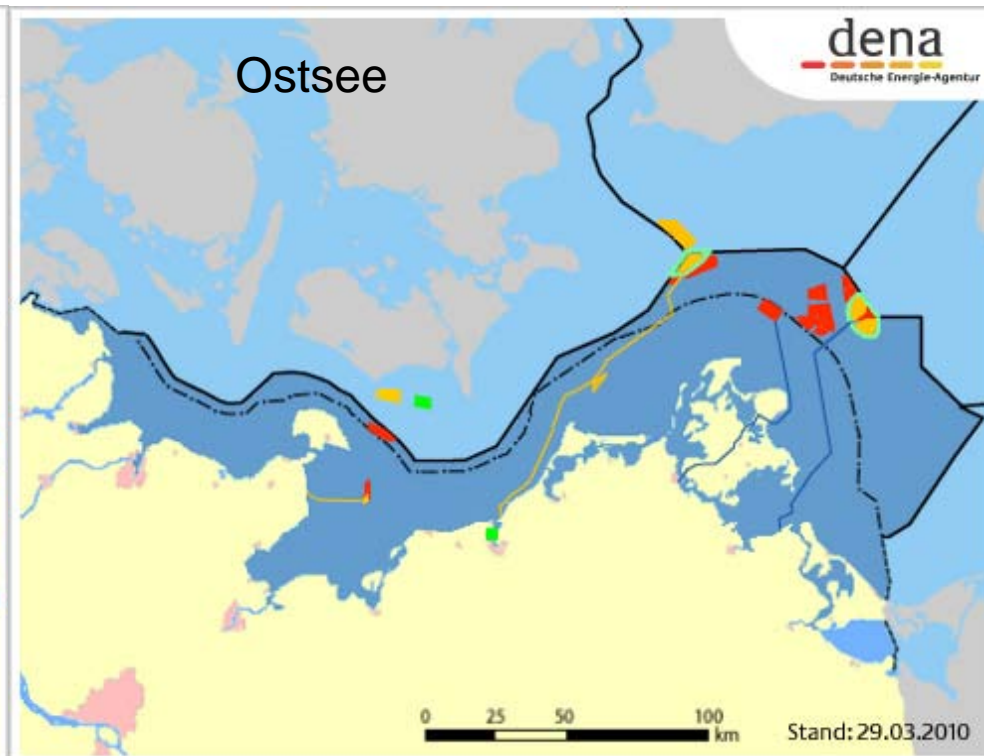 Ostsee
dena
Deutsche Energie-Agentur
0 25 50 100
km
Stand: 29.03.2010